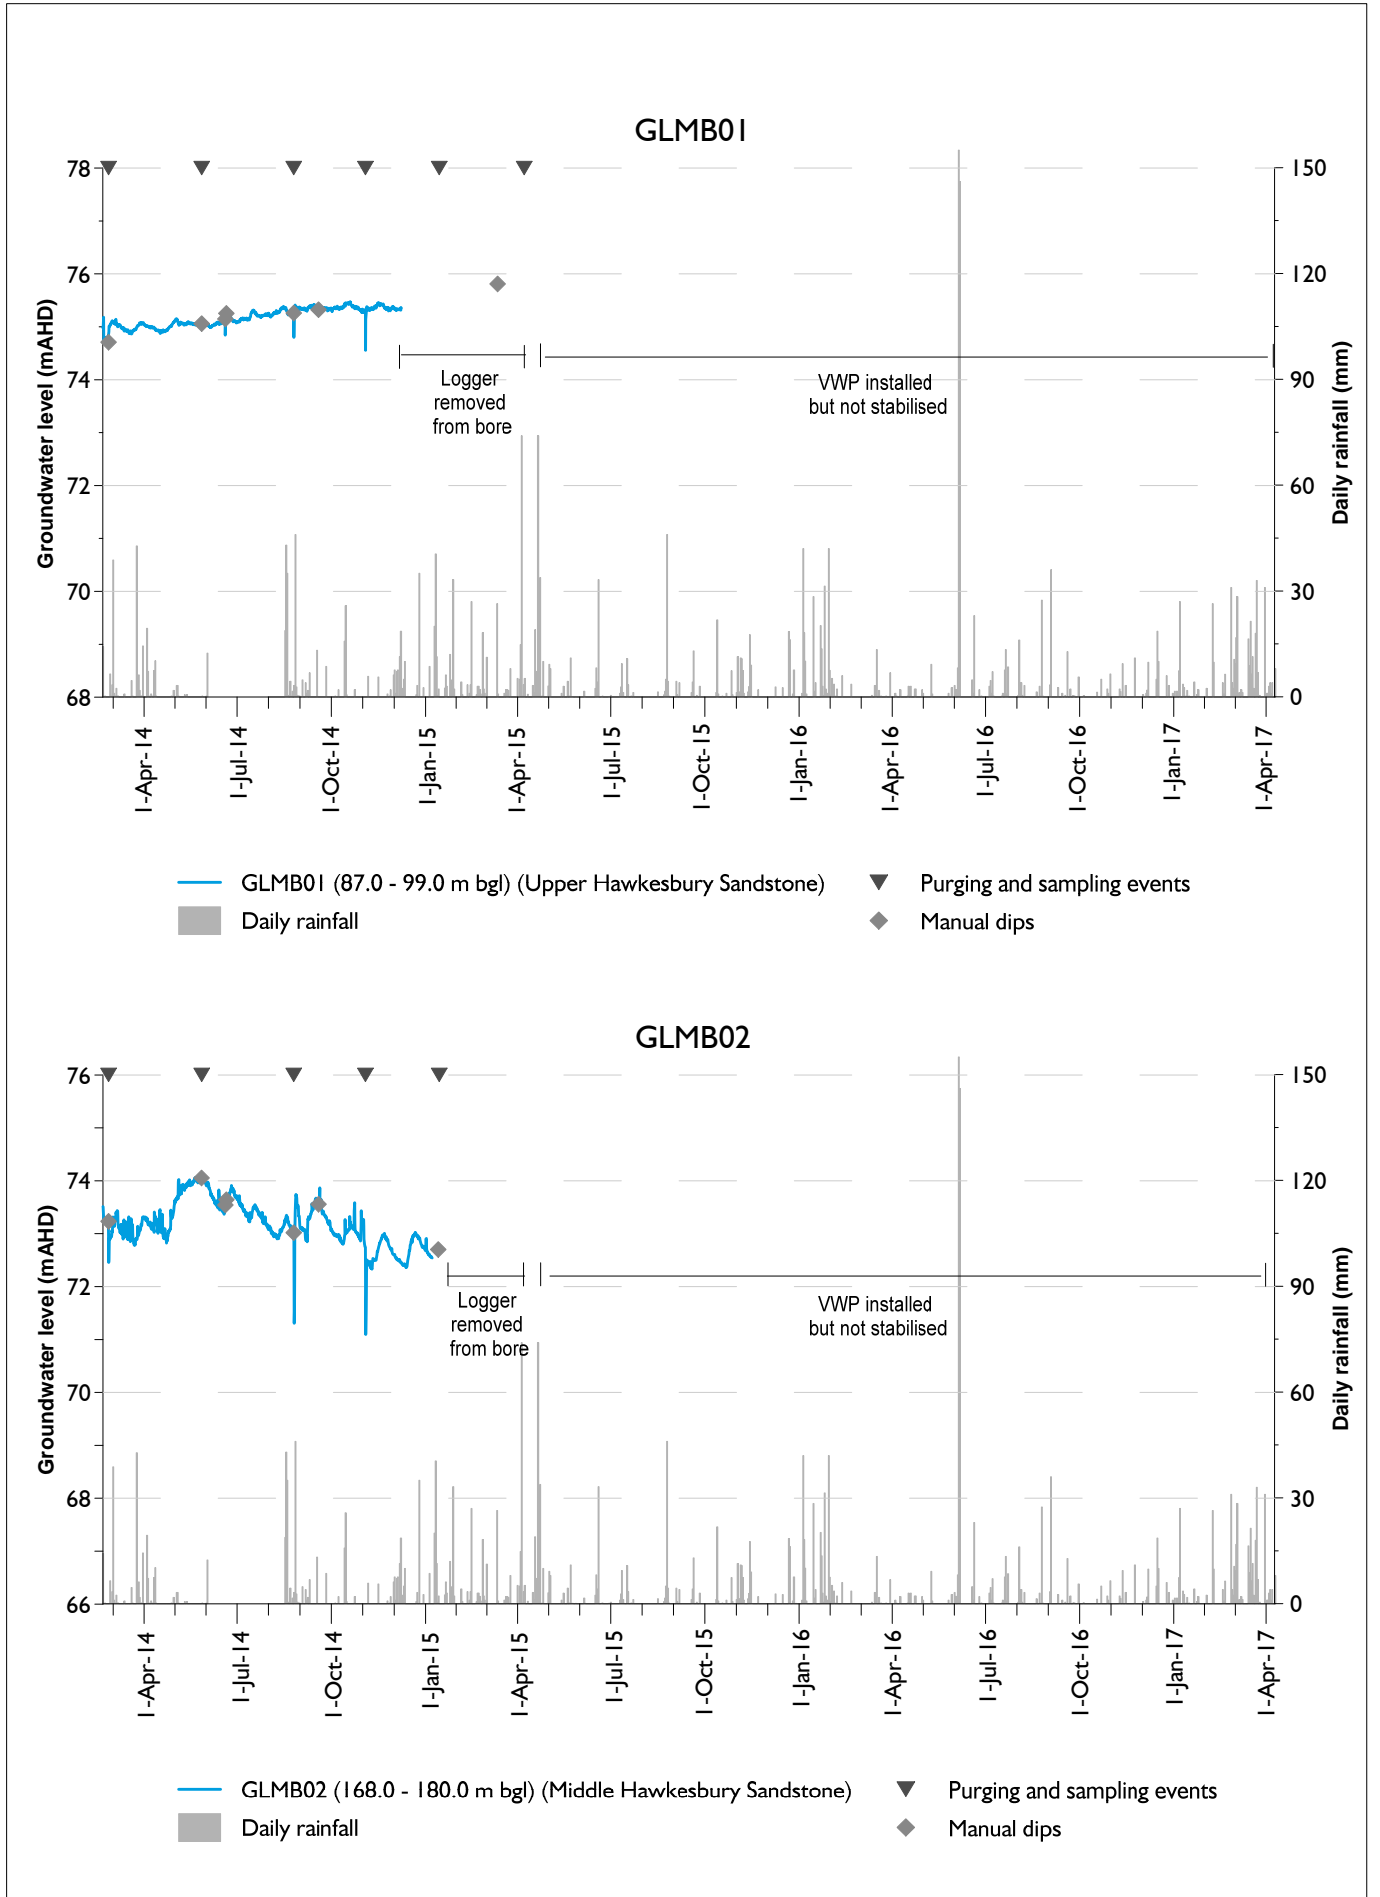 GLMB01
78
150
76
120
74
90
72
60
70
30
68
0
Groundwater level (mAHD)
Daily rainfall (mm)
Logger
removed
from bore
VWP installed
but not stabilised
1-Apr-14
1-Jul-14
1-Oct-14
1-Jan-15
1-Apr-15
1-Jul-15
1-Oct-15
1-Jan-16
1-Apr-16
1-Jul-16
1-Oct-16
1-Jan-17
1-Apr-17
GLMB01 (87.0 - 99.0 m bgl) (Upper Hawkesbury Sandstone)
Purging and sampling events
Daily rainfall
Manual dips
GLMB02
76
150
74
120
72
90
70
60
68
30
66
0
Groundwater level (mAHD)
Daily rainfall (mm)
Logger
removed
from bore
VWP installed
but not stabilised
1-Apr-14
1-Jul-14
1-Oct-14
1-Jan-15
1-Apr-15
1-Jul-15
1-Oct-15
1-Jan-16
1-Apr-16
1-Jul-16
1-Oct-16
1-Jan-17
1-Apr-17
GLMB02 (168.0 - 180.0 m bgl) (Middle Hawkesbury Sandstone)
Purging and sampling events
Daily rainfall
Manual dips